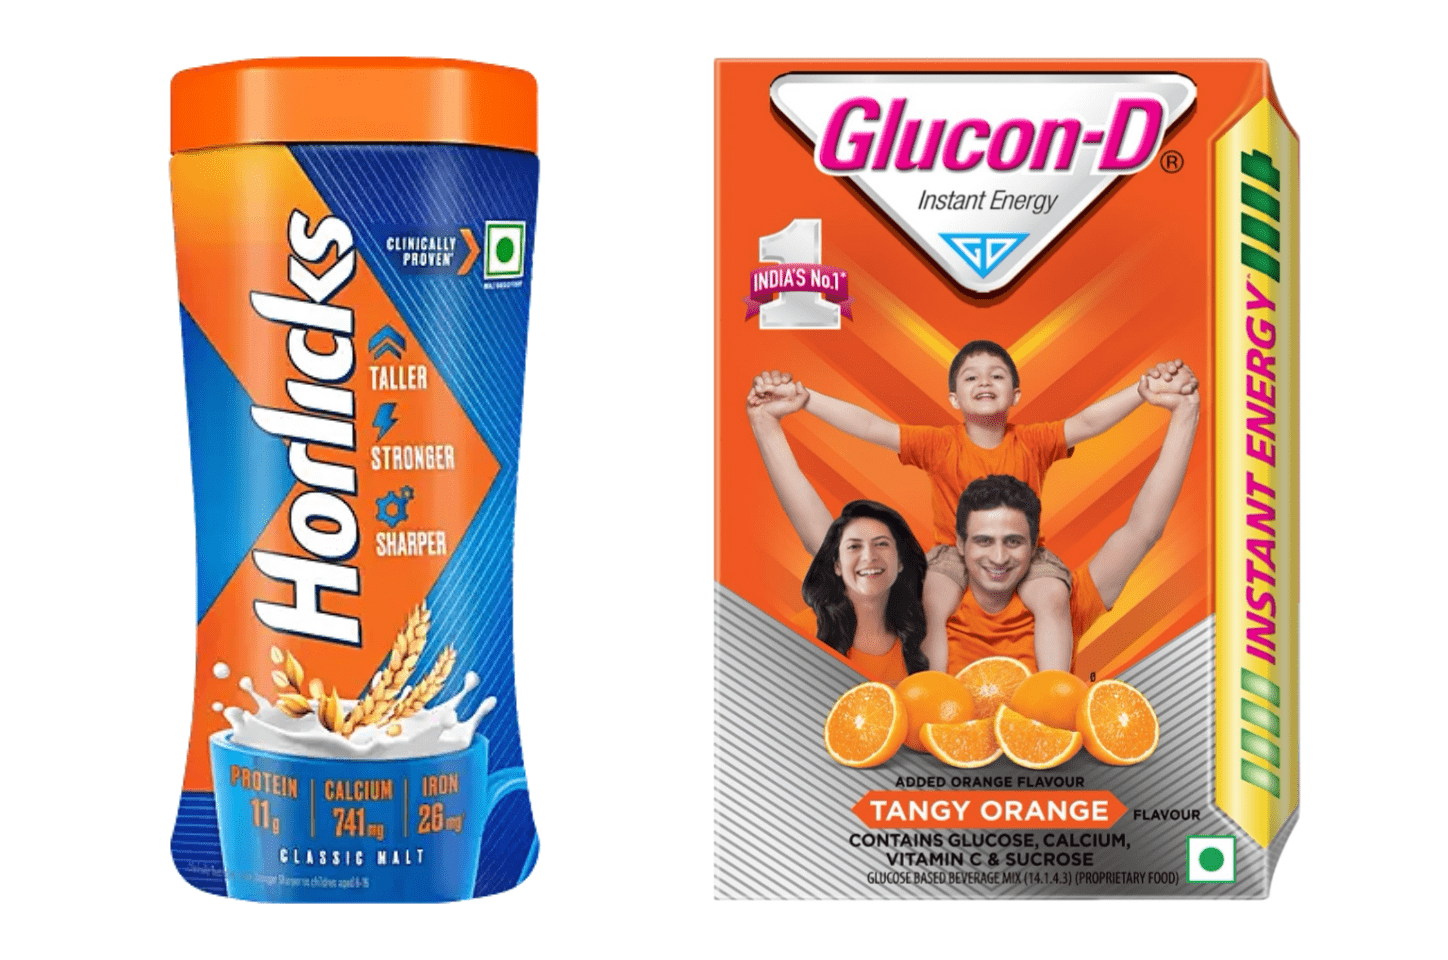 Horlicks
CLINICALLY
PROVEN*
TALLER
STRONGER
SHARPER
PROTEIN
11g
CALCIUM
741mg
IRON
26mg
CLASSIC MALT
Glucon-D®
Instant Energy
GD
1
INDIA'S No.1*
ADDED ORANGE FLAVOUR
TANGY ORANGE FLAVOUR
CONTAINS GLUCOSE, CALCIUM,
VITAMIN C & SUCROSE
GLUCOSE BASED BEVERAGE MIX (14.1.4.3) (PROPRIETARY FOOD)
INSTANT ENERGY